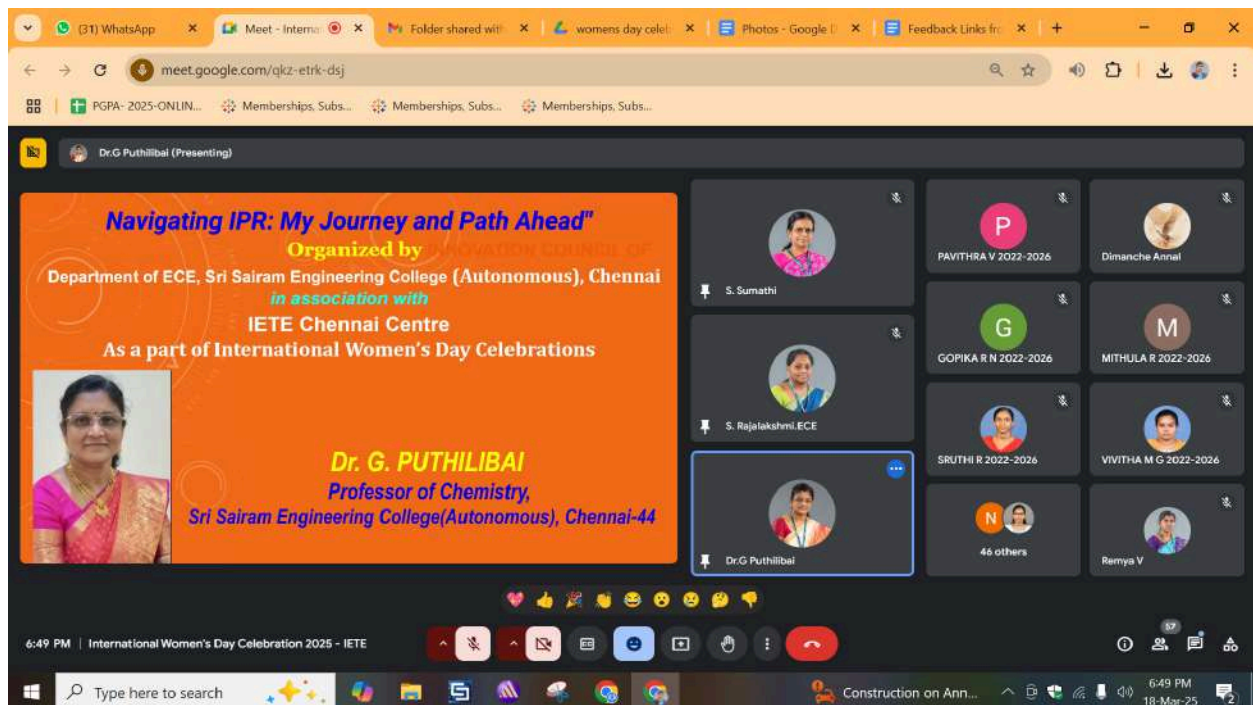 (31) WhatsApp
Meet - Interna
Folder shared with
womens day celeb
Photos - Google D
Feedback Links fro
meet.google.com/qkz-etrk-dsj
PGPA- 2025-ONLIN...
Memberships, Subs...
Memberships, Subs...
Memberships, Subs...
Dr.G Puthilibai (Presenting)
Navigating IPR: My Journey and Path Ahead"
Organized by
INNOVATION COUNCIL OF
Department of ECE, Sri Sairam Engineering College (Autonomous), Chennai
in association with
IETE Chennai Centre
As a part of International Women's Day Celebrations
Dr. G. PUTHILIBAI
Professor of Chemistry,
Sri Sairam Engineering College(Autonomous), Chennai-44
S. Sumathi
S. Rajalakshmi.ECE
Dr.G Puthilibai
P
PAVITHRA V 2022-2026
Dimanche Annal
G
GOPIKA R N 2022-2026
M
MITHULA R 2022-2026
SRUTHI R 2022-2026
VIVITHA M G 2022-2026
N
46 others
Remya V
6:49 PM | International Women's Day Celebration 2025 - IETE
57
Type here to search
Construction on Ann...
6:49 PM
18-Mar-25
2